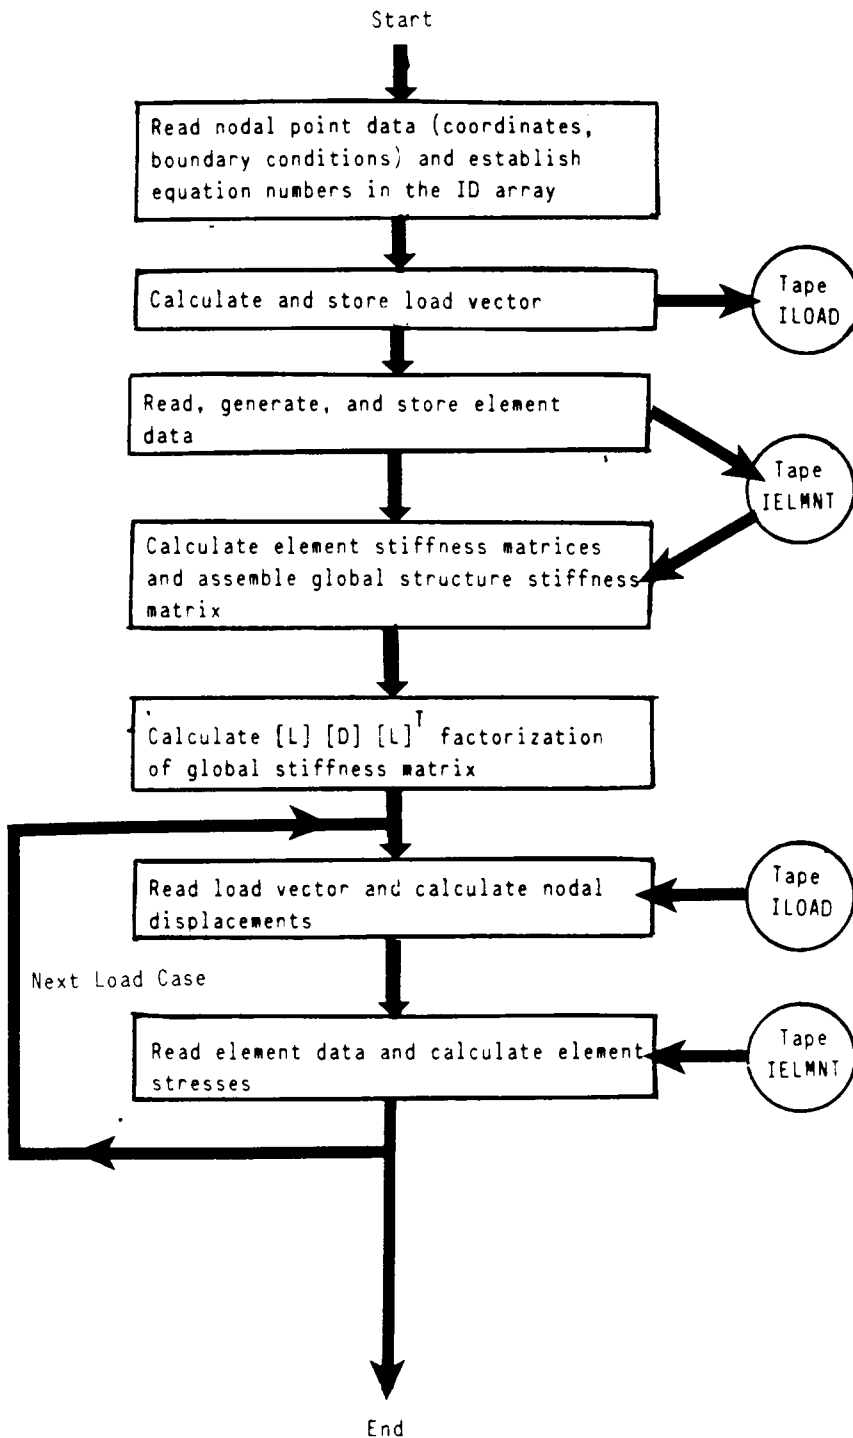 Start
Read nodal point data (coordinates,
boundary conditions) and establish
equation numbers in the ID array
Calculate and store load vector
Tape
ILOAD
Read, generate, and store element
data
Tape
IELMNT
Calculate element stiffness matrices
and assemble global structure stiffness
matrix
Calculate [L] [D] [L]^T factorization
of global stiffness matrix
Read load vector and calculate nodal
displacements
Tape
ILOAD
Next Load Case
Read element data and calculate element
stresses
Tape
IELMNT
End